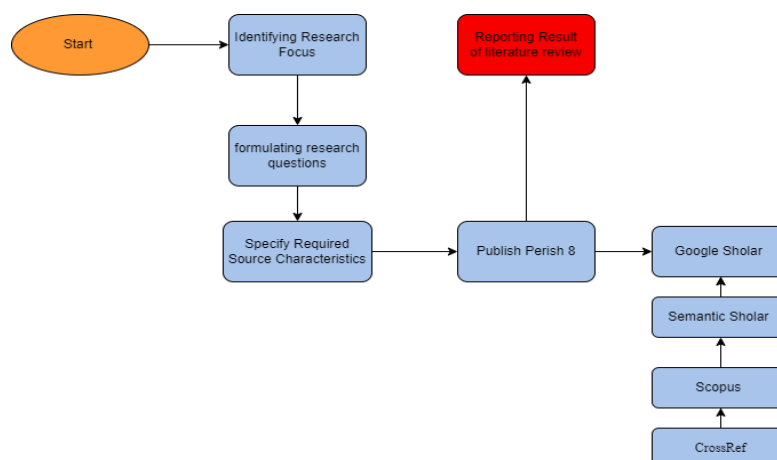 Start
Identifying Research
Focus
Reporting Result
of literature review
formulating research
questions
Specify Required
Source Characteristics
Publish Perish 8
Google Sholar
Semantic Sholar
Scopus
CrossRef